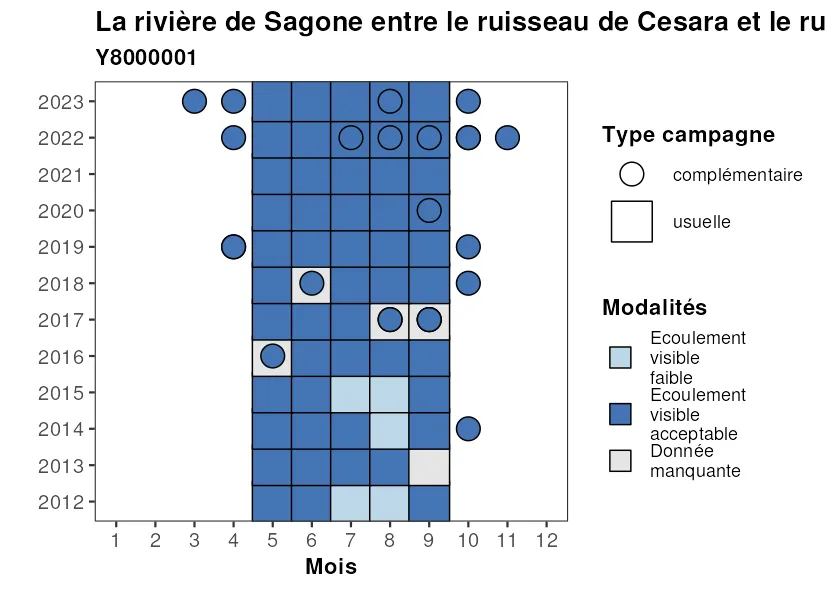 La rivière de Sagone entre le ruisseau de Cesara et le ru
Y8000001
2023
2022
2021
2020
2019
2018
2017
2016
2015
2014
2013
2012
1 2 3 4 5 6 7 8 9 10 11 12
Mois
Type campagne
complémentaire
usuelle
Modalités
Ecoulement
visible
faible
Ecoulement
visible
acceptable
Donnée
manquante